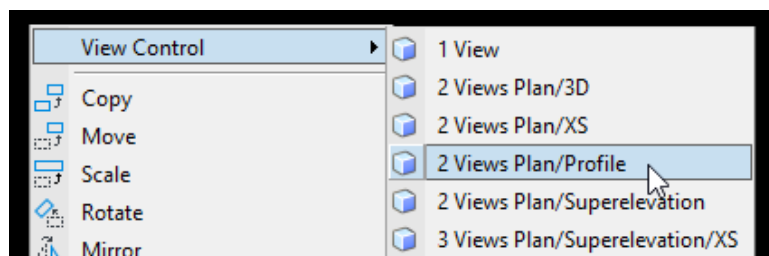 View Control
Copy
Move
Scale
Rotate
Mirror
1 View
2 Views Plan/3D
2 Views Plan/XS
2 Views Plan/Profile
2 Views Plan/Superelevation
3 Views Plan/Superelevation/XS